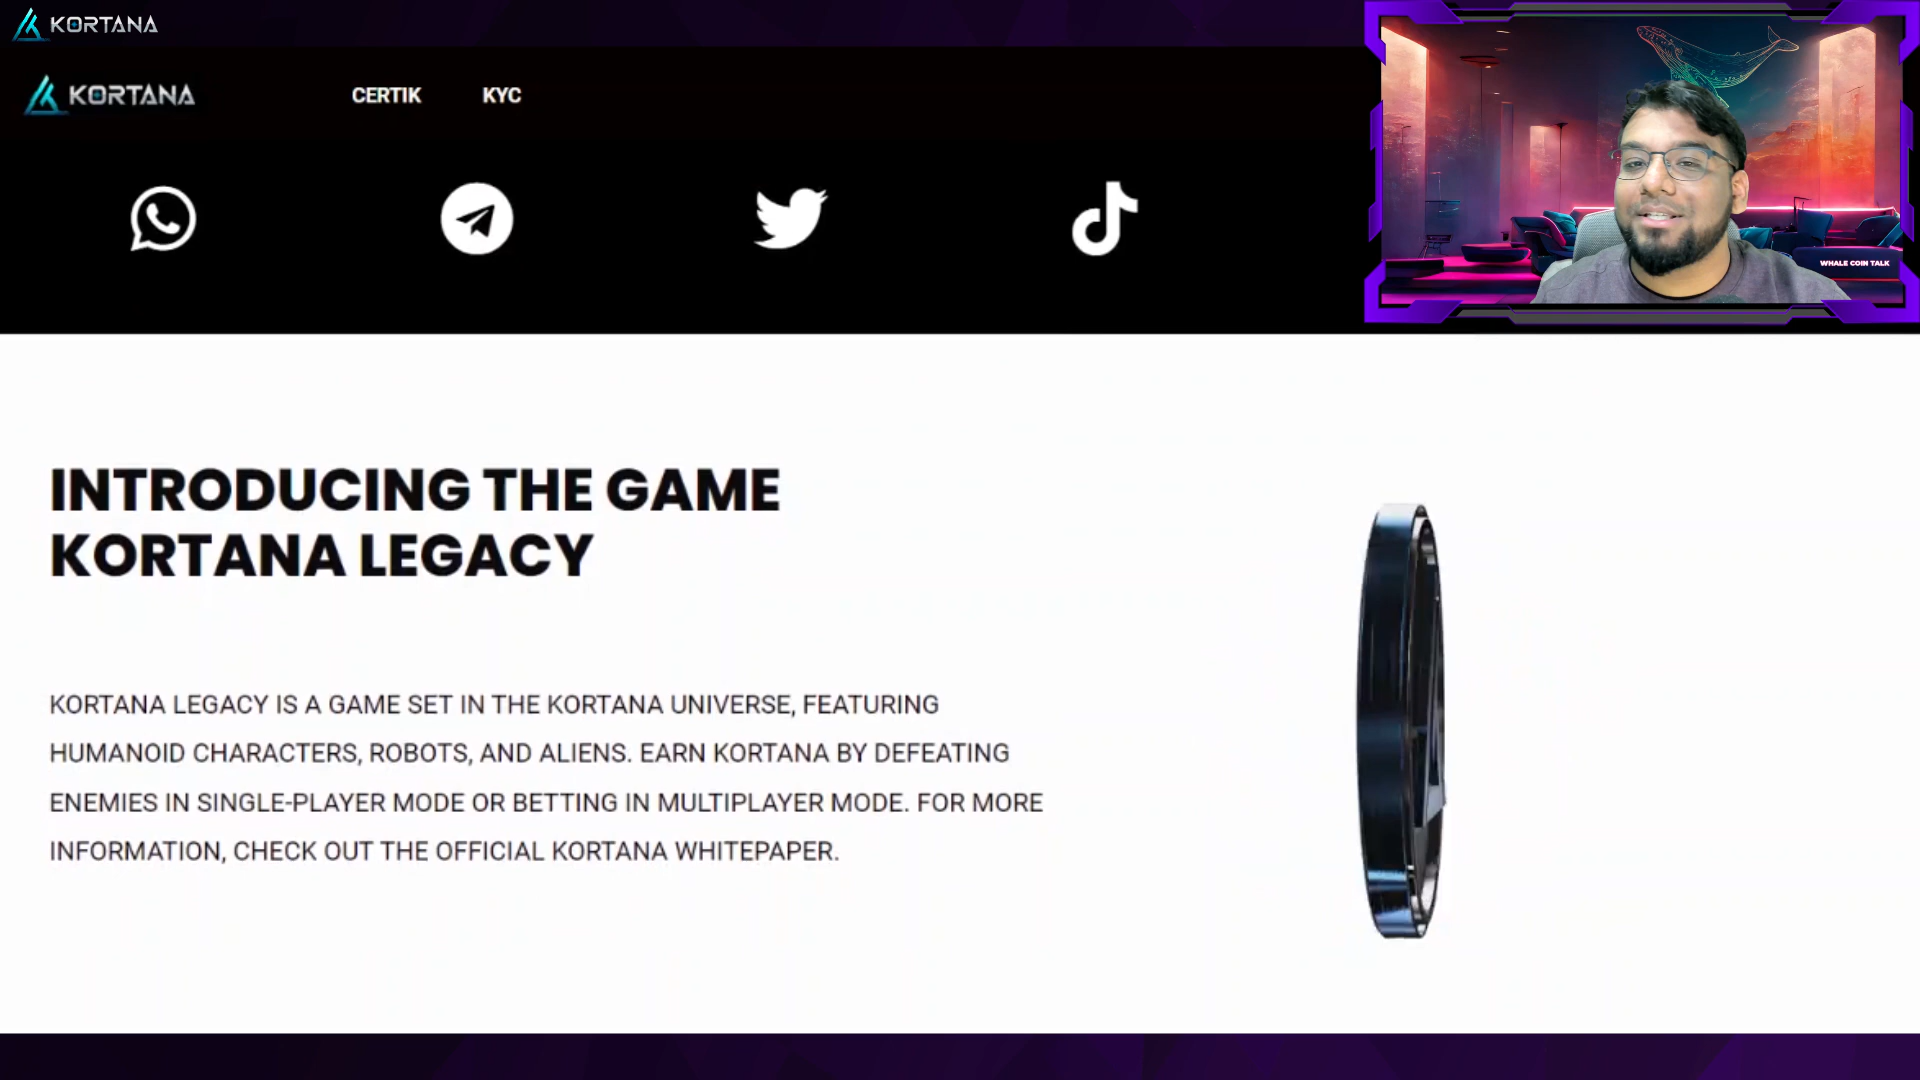 KORTANA
KORTANA
CERTIK
KYC
WHALE COIN TALK
INTRODUCING THE GAME
KORTANA LEGACY
KORTANA LEGACY IS A GAME SET IN THE KORTANA UNIVERSE, FEATURING
HUMANOID CHARACTERS, ROBOTS, AND ALIENS. EARN KORTANA BY DEFEATING
ENEMIES IN SINGLE-PLAYER MODE OR BETTING IN MULTIPLAYER MODE. FOR MORE
INFORMATION, CHECK OUT THE OFFICIAL KORTANA WHITEPAPER.